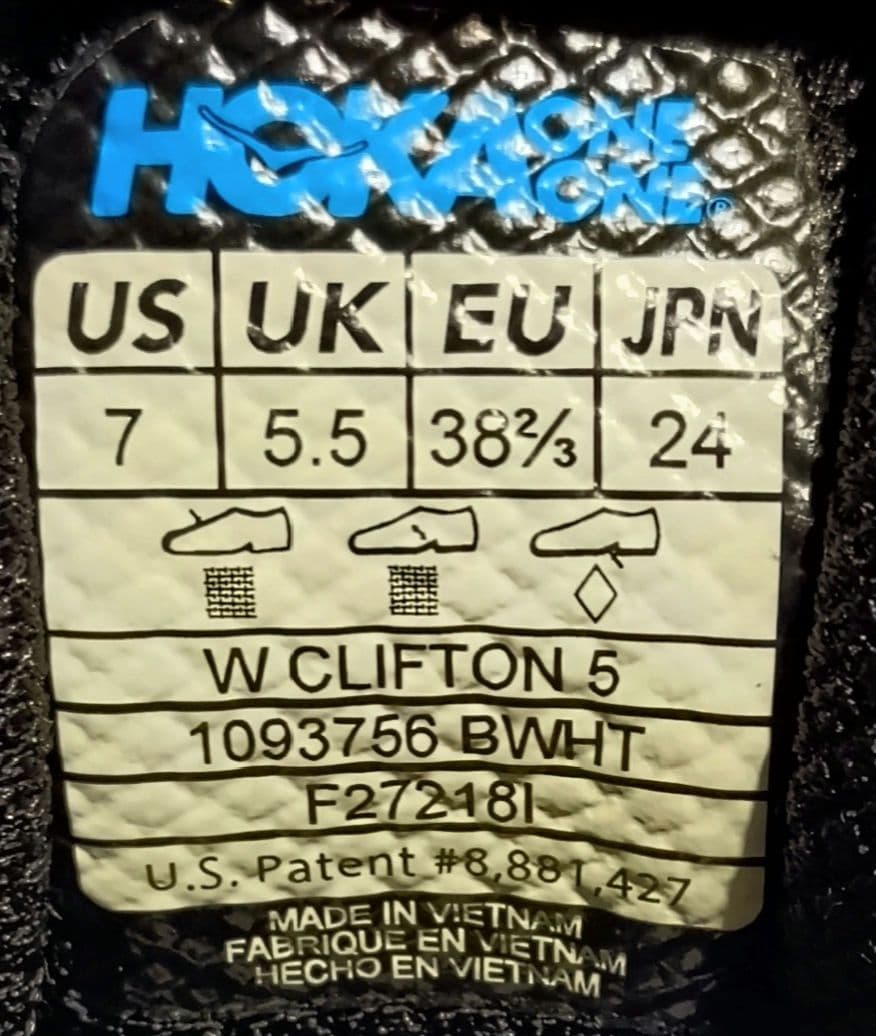 HOKA ONE ONE®
US UK EU JPN
7 5.5 38⅔ 24
W CLIFTON 5
1093756 BWHT
F27218I
U.S. Patent #8,881,427
MADE IN VIETNAM
FABRIQUE EN VIETNAM
HECHO EN VIETNAM